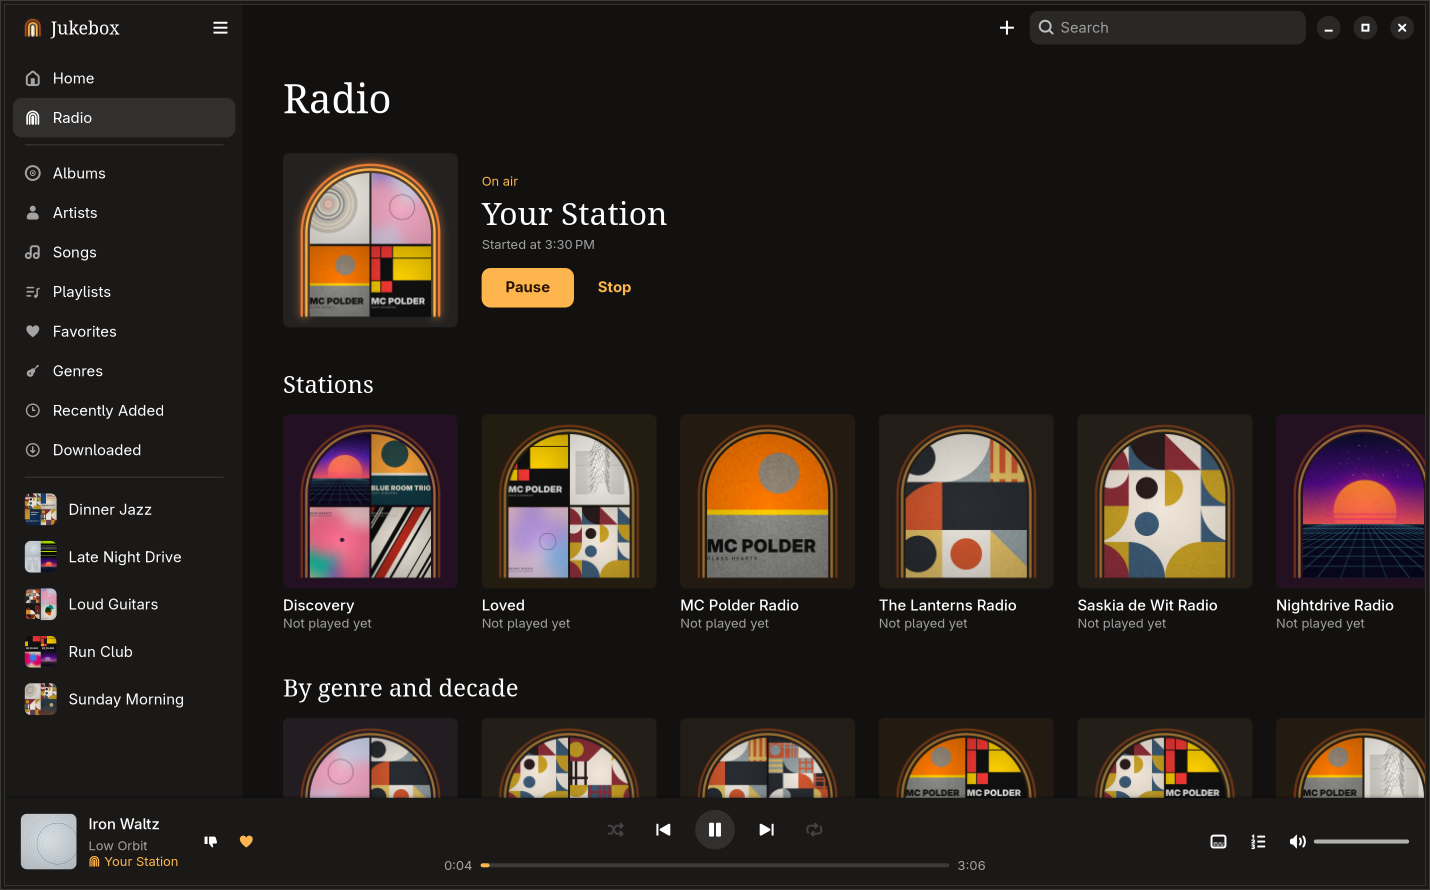 Jukebox
Search
Home
Radio
Albums
Artists
Songs
Playlists
Favorites
Genres
Recently Added
Downloaded
Dinner Jazz
Late Night Drive
Loud Guitars
Run Club
Sunday Morning
Radio
MC POLDER
MC POLDER
On air
Your Station
Started at 3:30 PM
Pause
Stop
Stations
BLUE ROOM TRIO
MC POLDER
MC POLDER
GLASS HEARTS
Discovery
Not played yet
Loved
Not played yet
MC Polder Radio
Not played yet
The Lanterns Radio
Not played yet
Saskia de Wit Radio
Not played yet
Nightdrive Radio
Not played yet
By genre and decade
MC POLDER
MC POLDER
MC POLDER
MC POLDER
Iron Waltz
Low Orbit
Your Station
0:04
3:06